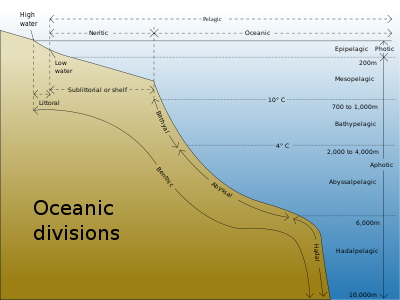 High
water
Pelagic
Neritic
Oceanic
Epipelagic
Photic
Low
water
200m
Mesopelagic
Sublittorial or shelf
Littoral
10° C
700 to 1,000m
Bathyal
Bathypelagic
4° C
2,000 to 4,000m
Aphotic
Benthic
Abyssal
Abyssalpelagic
Oceanic
divisions
6,000m
Hadal
Hadalpelagic
10,000m